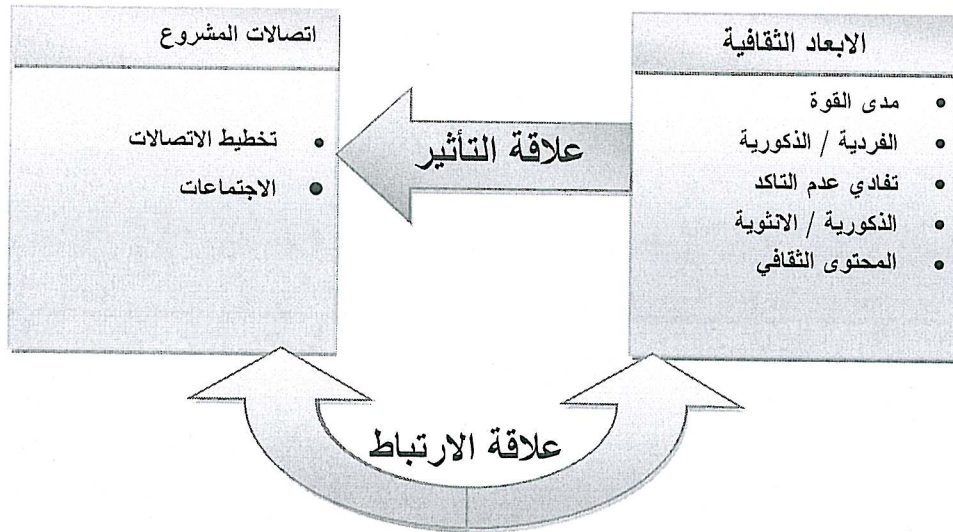 الابعاد الثقافية
مدى القوة
الفردية / الذكورية
تفادي عدم التاكد
الذكورية / الانثوية
المحتوى الثقافي
علاقة التأثير
اتصالات المشروع
تخطيط الاتصالات
الاجتماعات
علاقة الارتباط